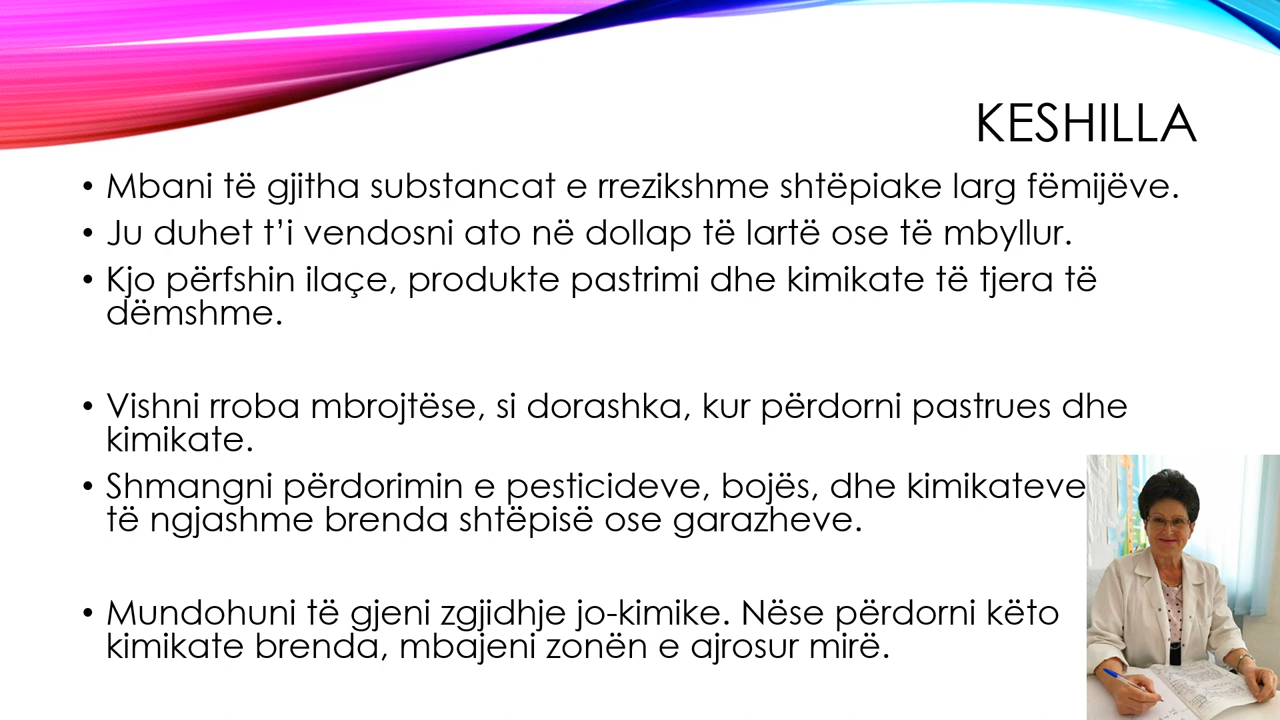 KESHILLA
• Mbani të gjitha substancat e rrezikshme shtëpiake larg fëmijëve.
• Ju duhet t’i vendosni ato në dollap të lartë ose të mbyllur.
• Kjo përfshin ilaçe, produkte pastrimi dhe kimikate të tjera të
dëmshme.
• Vishni rroba mbrojtëse, si dorashka, kur përdorni pastrues dhe
kimikate.
• Shmangni përdorimin e pesticideve, bojës, dhe kimikateve
të ngjashme brenda shtëpisë ose garazheve.
• Mundohuni të gjeni zgjidhje jo-kimike. Nëse përdorni këto
kimikate brenda, mbajeni zonën e ajrosur mirë.